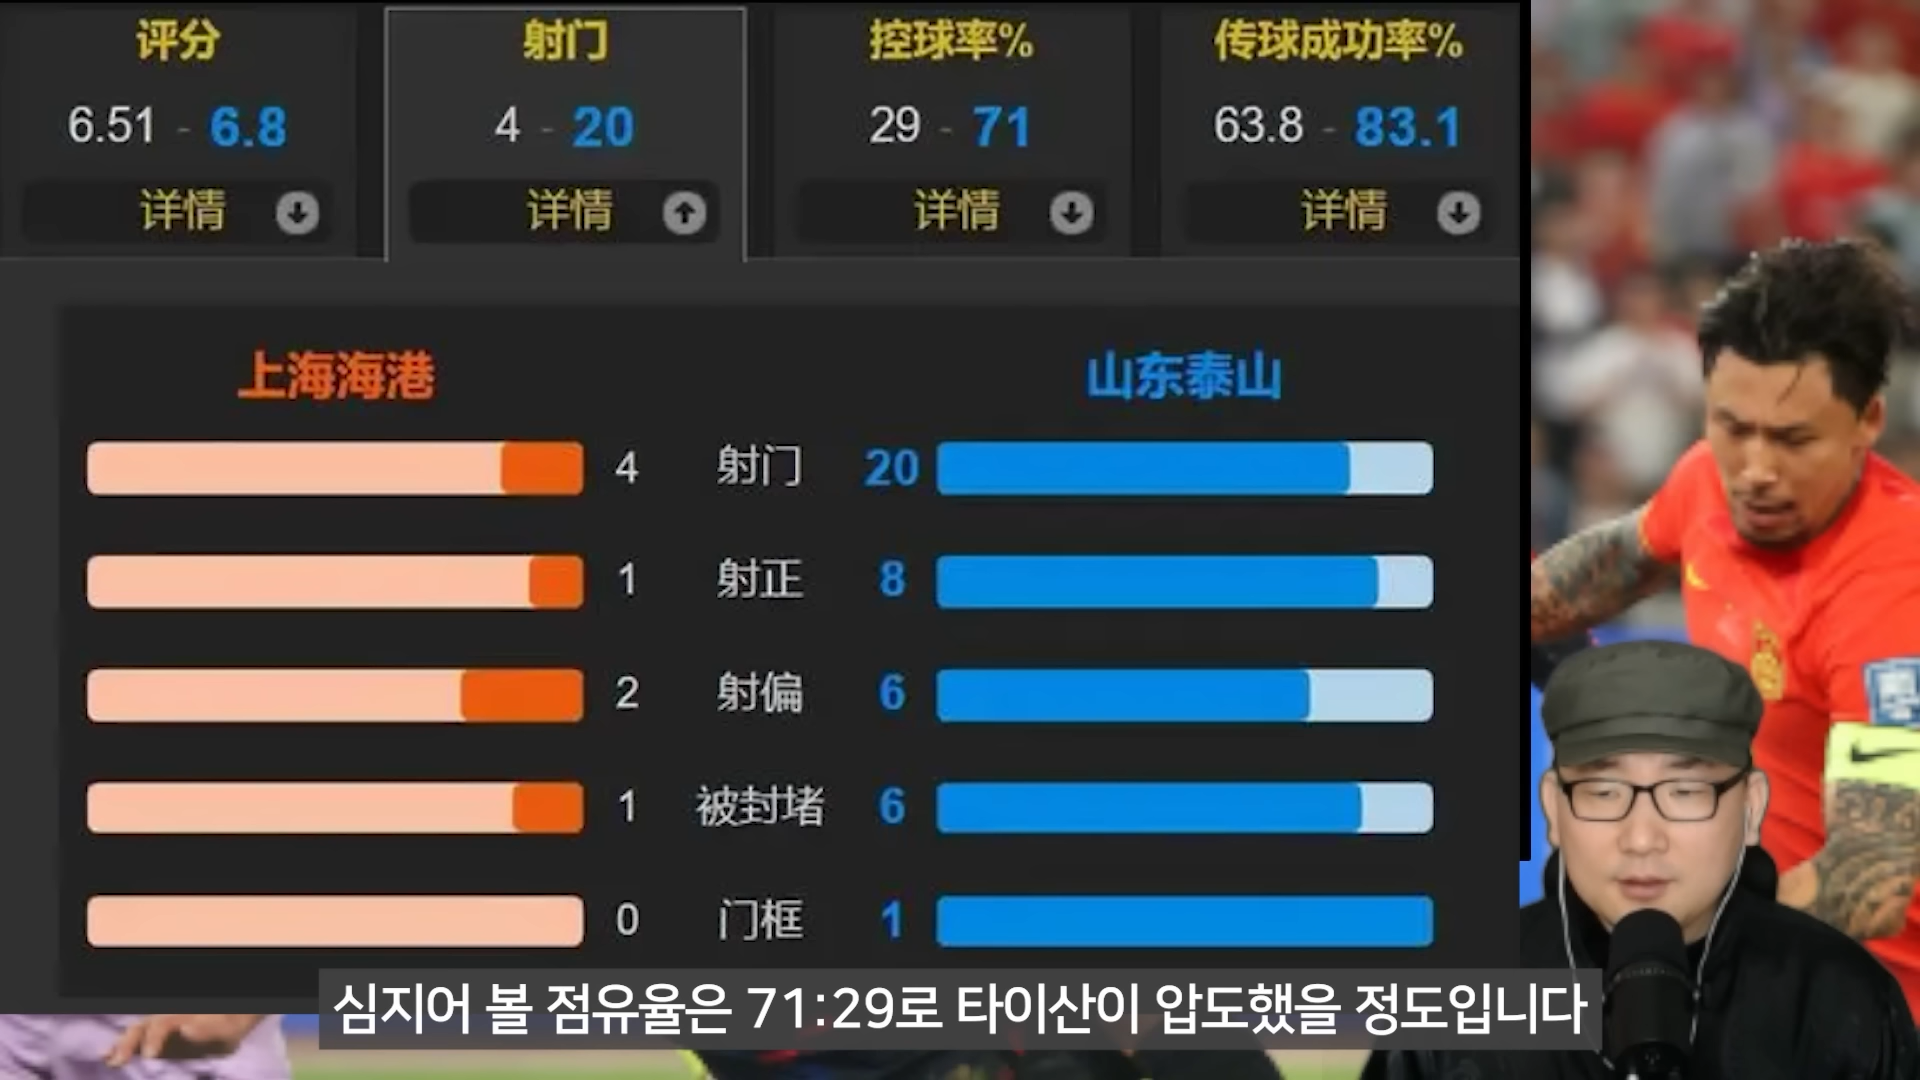 评分 射门 控球率% 传球成功率%
6.51 - 6.8 4 - 20 29 - 71 63.8 - 83.1
详情 详情 详情 详情
上海海港 山东泰山
4 射门 20
1 射正 8
2 射偏 6
1 被封堵 6
0 门框 1
심지어 볼 점유율은 71:29로 타이산이 압도했을 정도입니다